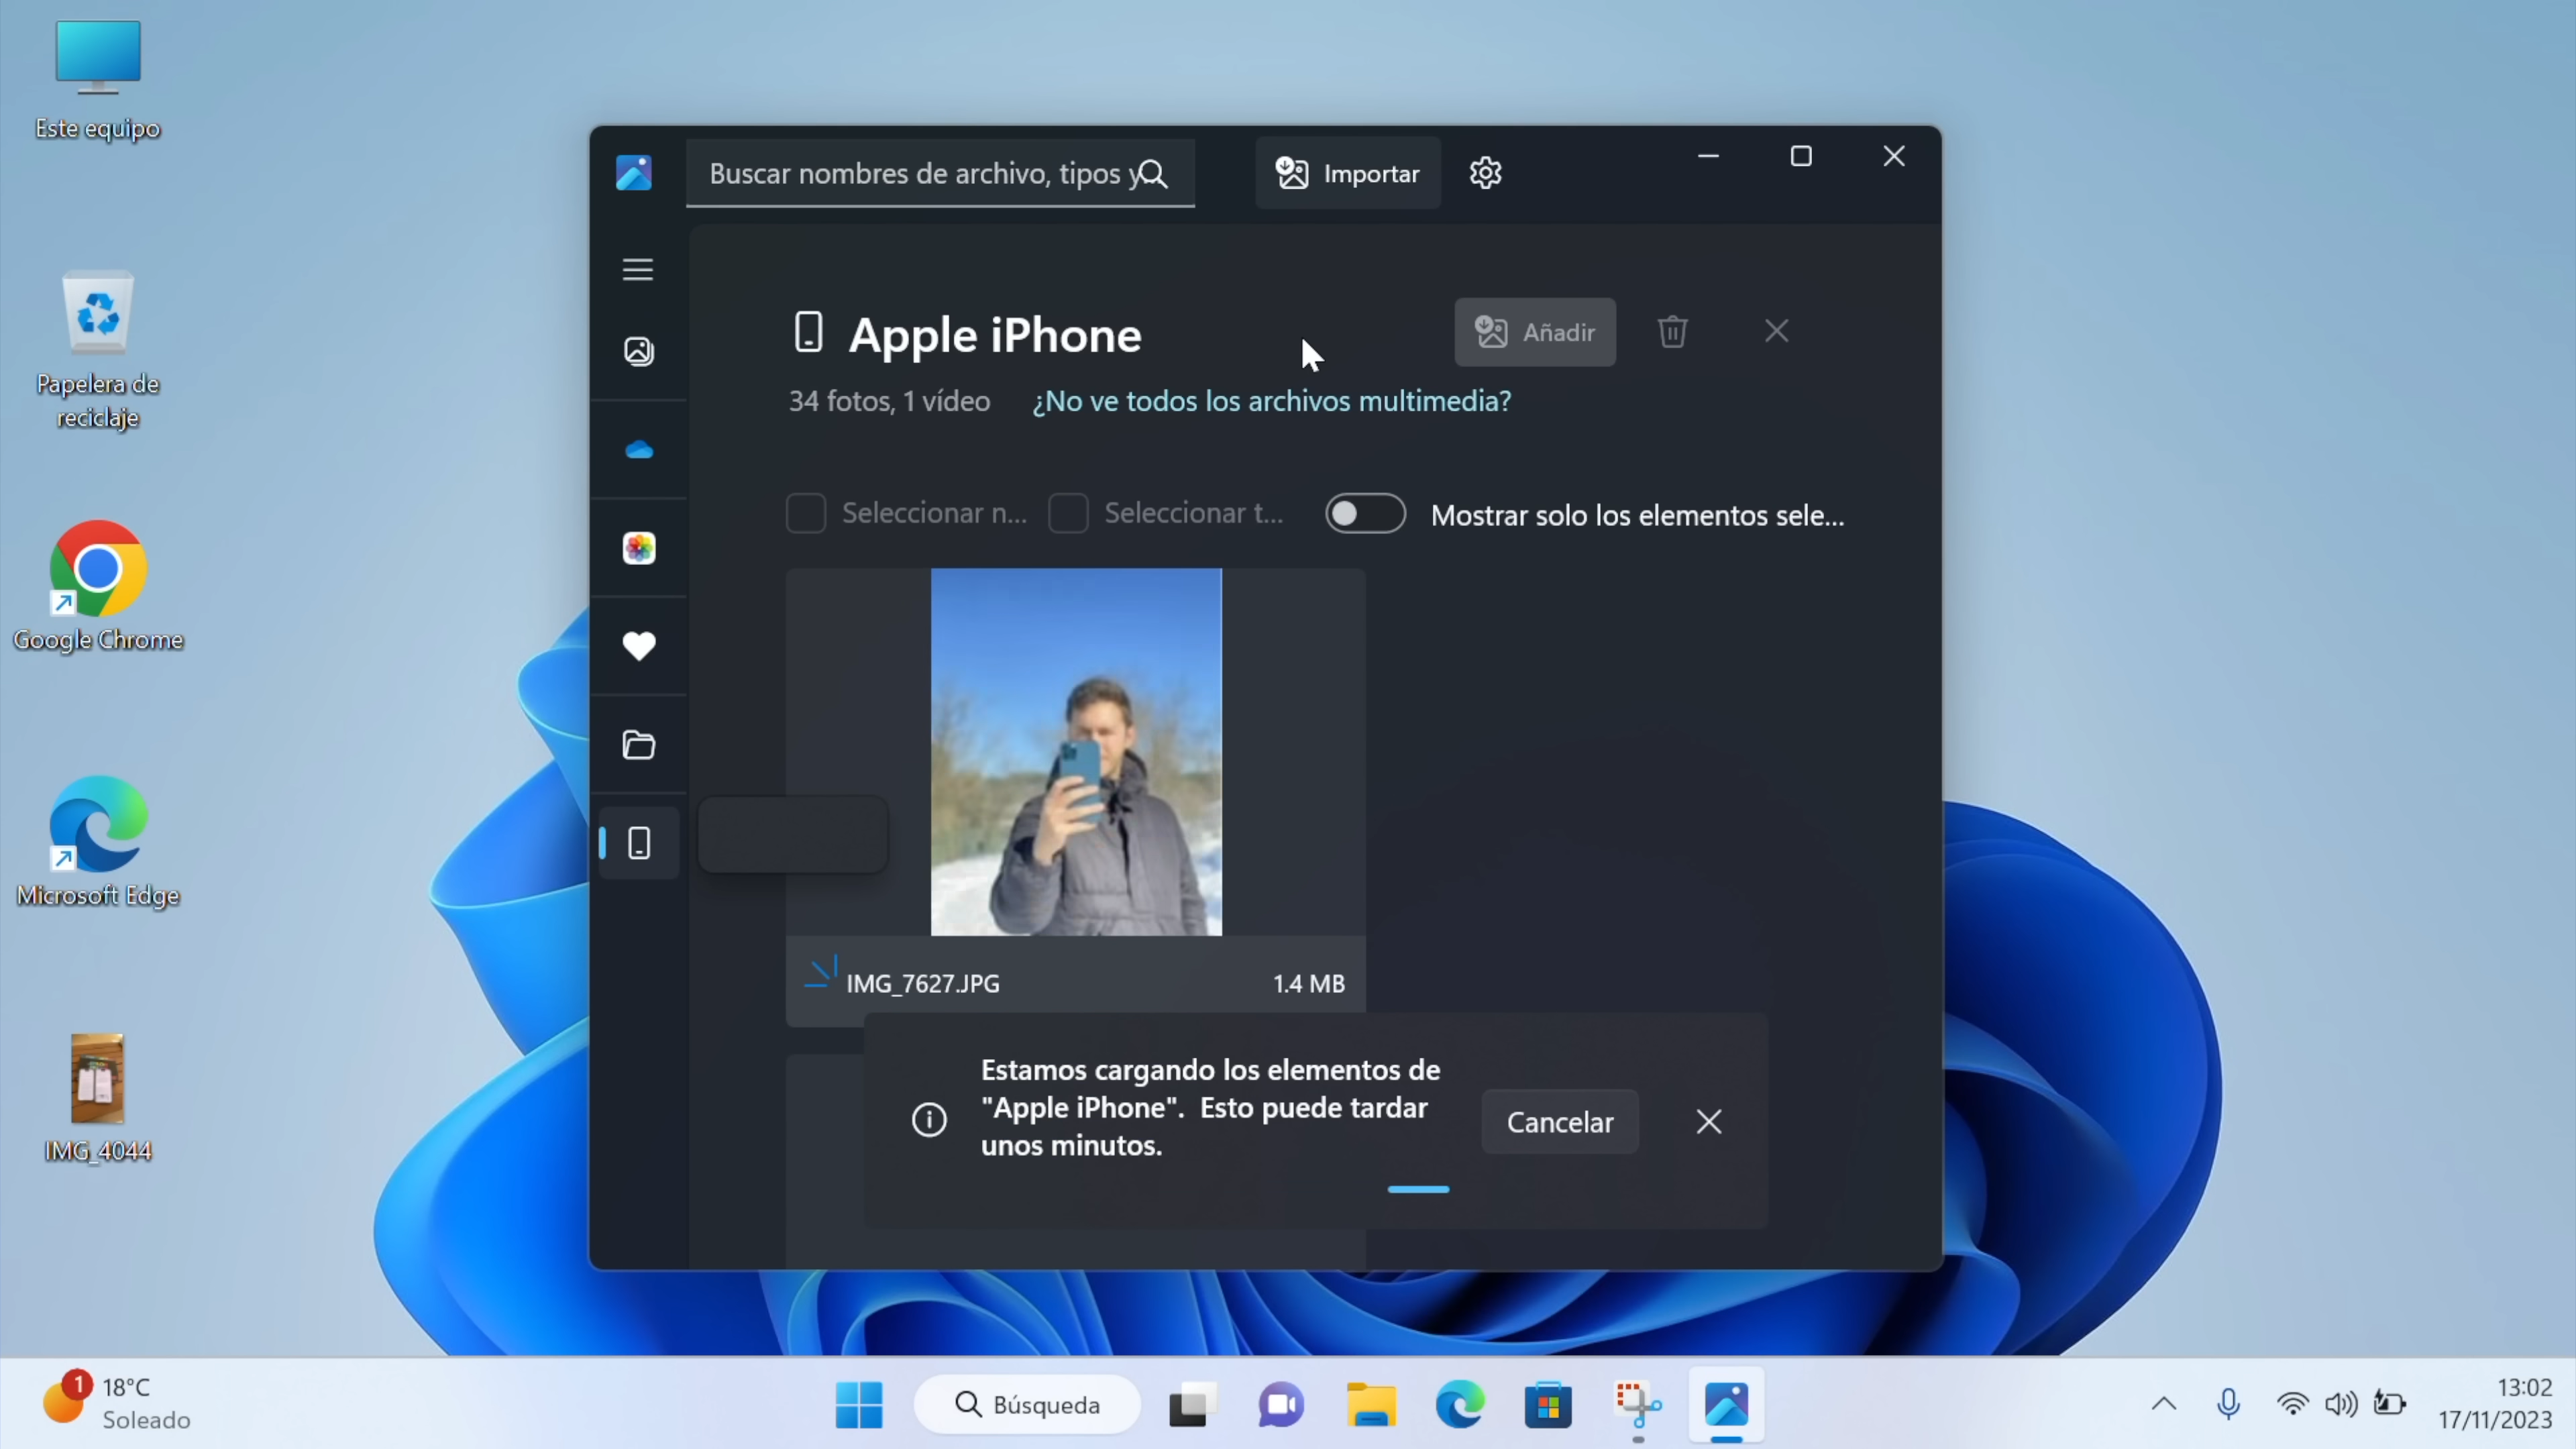 Este equipo
Papelera de
reciclaje
Google Chrome
Microsoft Edge
IMG_4044
Buscar nombres de archivo, tipos y...
Importar
Apple iPhone
Añadir
34 fotos, 1 vídeo
¿No ve todos los archivos multimedia?
Seleccionar n...
Seleccionar t...
Mostrar solo los elementos sele...
IMG_7627.JPG
1.4 MB
Estamos cargando los elementos de
"Apple iPhone". Esto puede tardar
unos minutos.
Cancelar
1
18°C
Soleado
Búsqueda
13:02
17/11/2023